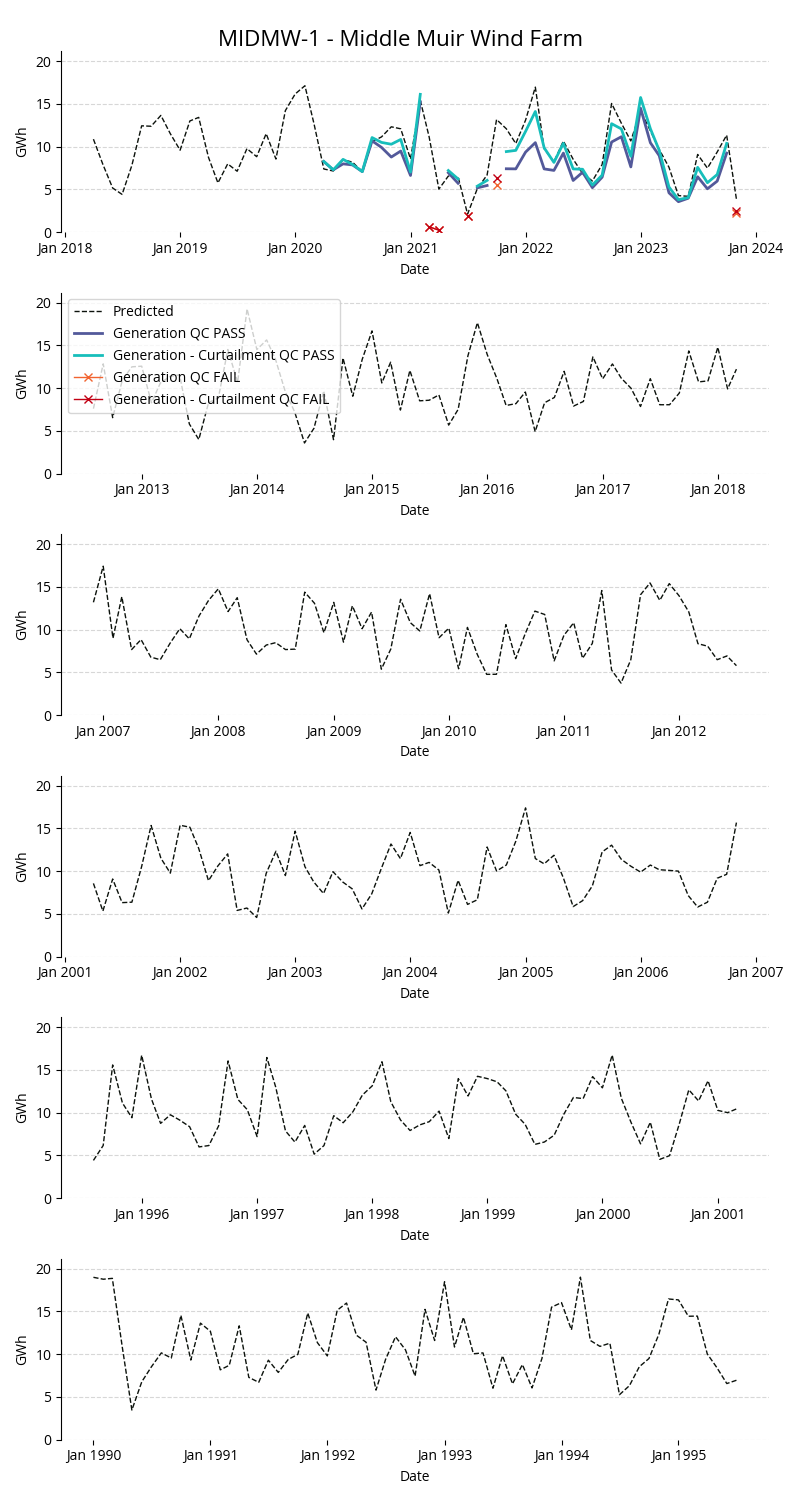 MIDMW-1 - Middle Muir Wind Farm
20
15
10
5
0
GWh
Jan 2018 Jan 2019 Jan 2020 Jan 2021 Jan 2022 Jan 2023 Jan 2024
Date
20
15
10
5
0
GWh
Predicted
Generation QC PASS
Generation - Curtailment QC PASS
Generation QC FAIL
Generation - Curtailment QC FAIL
Jan 2013 Jan 2014 Jan 2015 Jan 2016 Jan 2017 Jan 2018
Date
20
15
10
5
0
GWh
Jan 2007 Jan 2008 Jan 2009 Jan 2010 Jan 2011 Jan 2012
Date
20
15
10
5
0
GWh
Jan 2001 Jan 2002 Jan 2003 Jan 2004 Jan 2005 Jan 2006 Jan 2007
Date
20
15
10
5
0
GWh
Jan 1996 Jan 1997 Jan 1998 Jan 1999 Jan 2000 Jan 2001
Date
20
15
10
5
0
GWh
Jan 1990 Jan 1991 Jan 1992 Jan 1993 Jan 1994 Jan 1995
Date